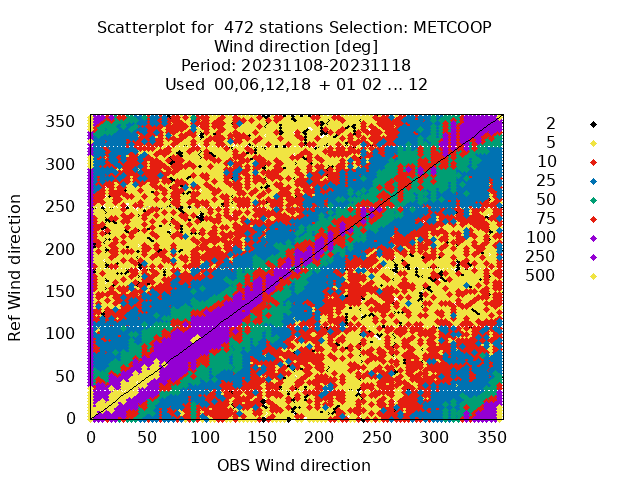 Scatterplot for  472 stations Selection: METCOOP
Wind direction [deg]
Period: 20231108-20231118
Used  00,06,12,18 + 01 02 ... 12
350
300
250
200
150
100
50
0
Ref Wind direction
0 50 100 150 200 250 300 350
OBS Wind direction
2
5
10
25
50
75
100
250
500